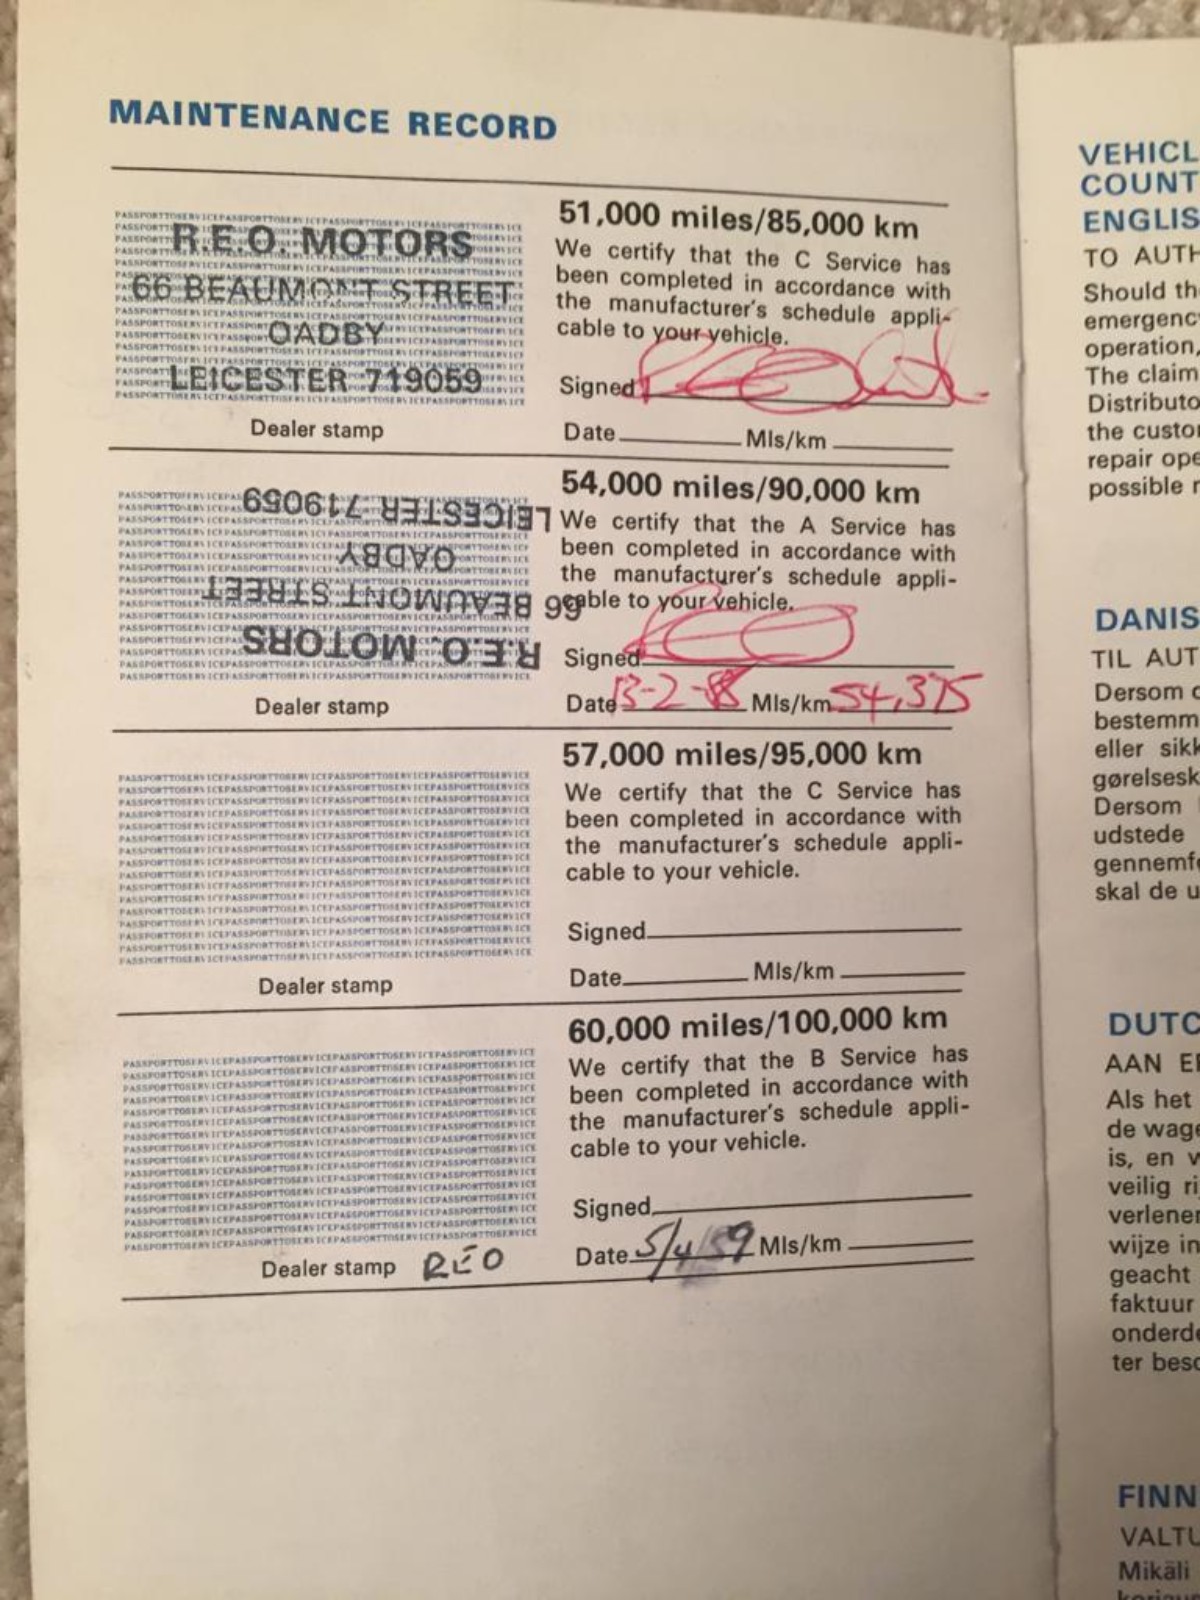 MAINTENANCE RECORD
R.E.O. MOTORS
66 BEAUMONT STREET
OADBY
LEICESTER 719059
Dealer stamp
51,000 miles/85,000 km
We certify that the C Service has
been completed in accordance with
the manufacturer's schedule appli-
cable to your vehicle.
Signed
Date Mls/km
R.E.O. MOTORS
66 BEAUMONT STREET
OADBY
LEICESTER 719059
Dealer stamp
54,000 miles/90,000 km
We certify that the A Service has
been completed in accordance with
the manufacturer's schedule appli-
cable to your vehicle.
Signed
Date 13-2-88 Mls/km 54,375
Dealer stamp
57,000 miles/95,000 km
We certify that the C Service has
been completed in accordance with
the manufacturer's schedule appli-
cable to your vehicle.
Signed
Date Mls/km
Dealer stamp REO
60,000 miles/100,000 km
We certify that the B Service has
been completed in accordance with
the manufacturer's schedule appli-
cable to your vehicle.
Signed
Date 5/4/ Mls/km
VEHICL
COUNT
ENGLIS
TO AUTH
Should the
emergency
operation,
The claim
Distributo
the custor
repair ope
possible r
DANIS
TIL AUT
Dersom d
bestemm
eller sikk
gørelsesk
Dersom
udstede
gennemfø
skal de u
DUTC
AAN ER
Als het
de wage
is, en v
veilig ri
verlener
wijze in
geacht
faktuur
onderde
ter besc
FINN
VALTU
Mikäli